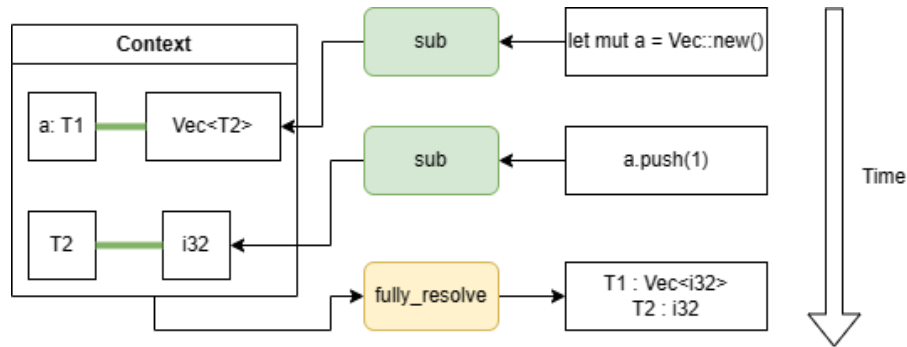 Context
sub
let mut a = Vec::new()
a: T1
Vec<T2>
sub
a.push(1)
Time
T2
i32
fully_resolve
T1 : Vec<i32>
T2 : i32